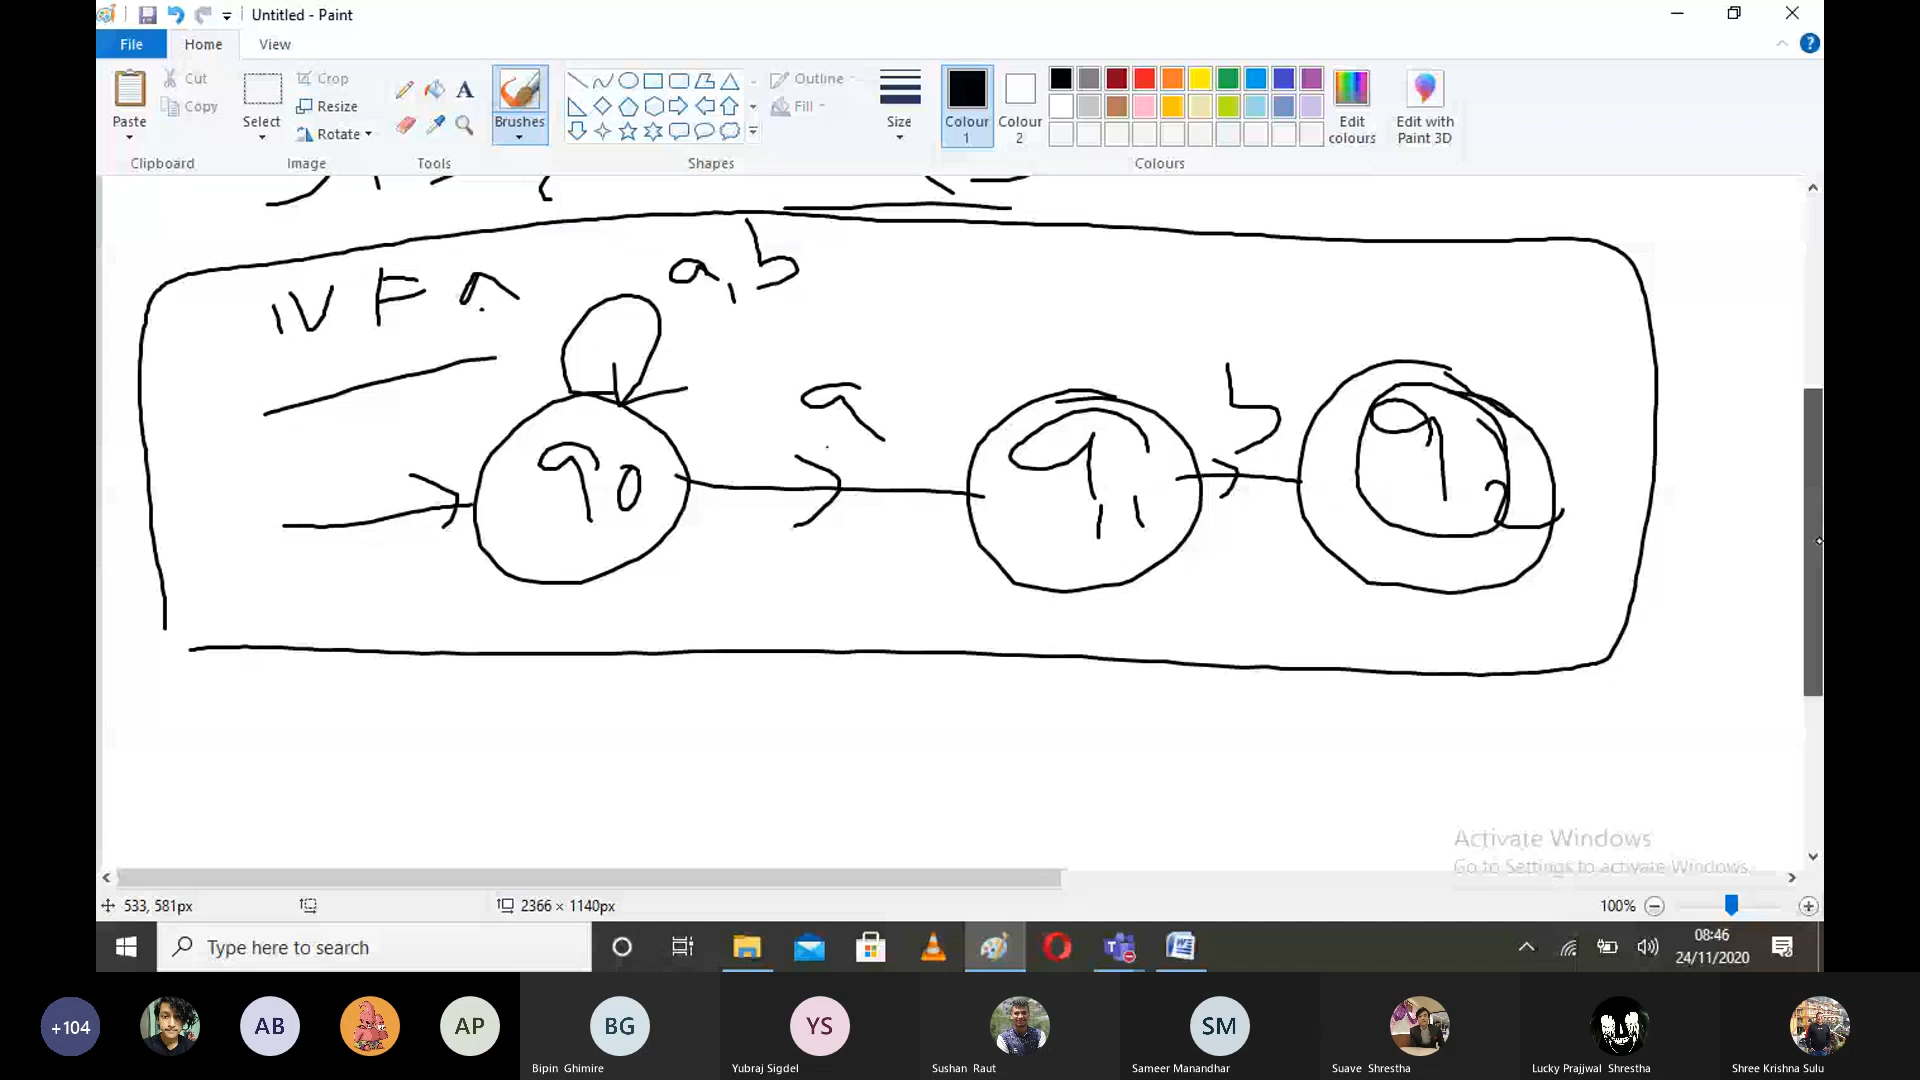 Untitled - Paint
File Home View
Paste Cut Copy Select Crop Resize Rotate Brushes Outline Fill Size Colour 1 Colour 2 Edit colours Edit with Paint 3D
Clipboard Image Tools Shapes Colours
NFA a,b
a b
q0 q1 q2
Activate Windows
Go to Settings to activate Windows.
533, 581px 2366 × 1140px 100%
Type here to search
08:46
24/11/2020
+104 AB AP BG YS SM
Bipin Ghimire Yubraj Sigdel Sushan Raut Sameer Manandhar Suave Shrestha Lucky Prajjwal Shrestha Shree Krishna Sulu